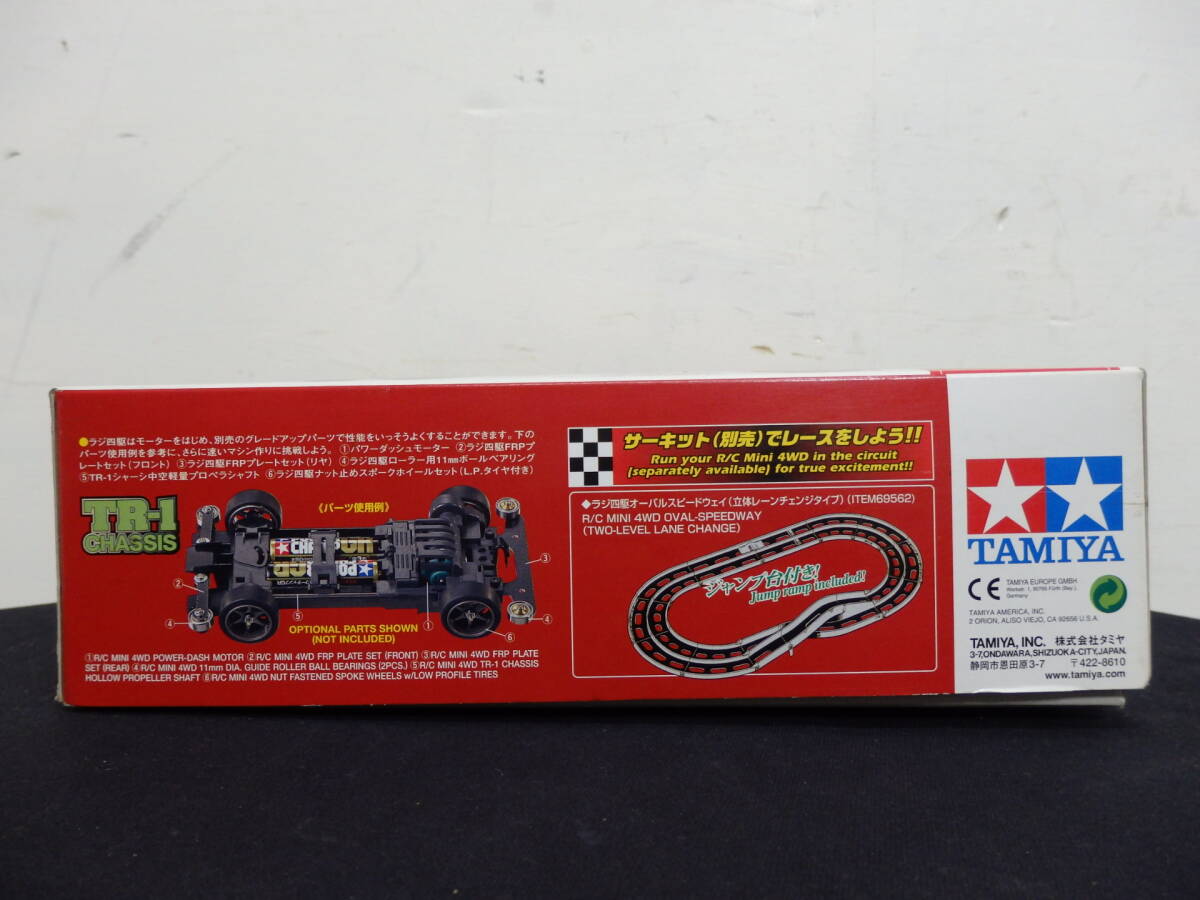 ●ラジ四駆はモーターをはじめ、別売のグレードアップパーツで性能をいっそうよくすることができます。下の
パーツ使用例を参考に、さらに速いマシン作りに挑戦しよう。①パワーダッシュモーター ②ラジ四駆FRPプ
レートセット(フロント) ③ラジ四駆FRPプレートセット(リヤ) ④ラジ四駆ローラー用11mmボールベアリング
⑤TR-1シャーシ中空軽量プロペラシャフト ⑥ラジ四駆ナット止めスポークホイールセット(L.P.タイヤ付き)
TR-1
CHASSIS
《パーツ使用例》
②
③
④
④
⑤
①
⑥
OPTIONAL PARTS SHOWN
(NOT INCLUDED)
①R/C MINI 4WD POWER-DASH MOTOR ②R/C MINI 4WD FRP PLATE SET (FRONT) ③R/C MINI 4WD FRP PLATE
SET (REAR) ④R/C MINI 4WD 11mm DIA. GUIDE ROLLER BALL BEARINGS (2PCS.) ⑤R/C MINI 4WD TR-1 CHASSIS
HOLLOW PROPELLER SHAFT ⑥R/C MINI 4WD NUT FASTENED SPOKE WHEELS w/LOW PROFILE TIRES
サーキット(別売)でレースをしよう!!
Run your R/C Mini 4WD in the circuit
(separately available) for true excitement!!
◆ラジ四駆オーバルスピードウェイ(立体レーンチェンジタイプ) (ITEM69562)
R/C MINI 4WD OVAL-SPEEDWAY
(TWO-LEVEL LANE CHANGE)
ジャンプ台付き!
Jump ramp included!
TAMIYA
CE
TAMIYA EUROPE GMBH
Werkstr. 1, 90765 Fürth (Bay.),
Germany
TAMIYA AMERICA, INC.
2 ORION, ALISO VIEJO, CA 92656 U.S.A.
TAMIYA, INC. 株式会社タミヤ
3-7,ONDAWARA,SHIZUOKA-CITY,JAPAN.
静岡市恩田原3-7 〒422-8610
www.tamiya.com